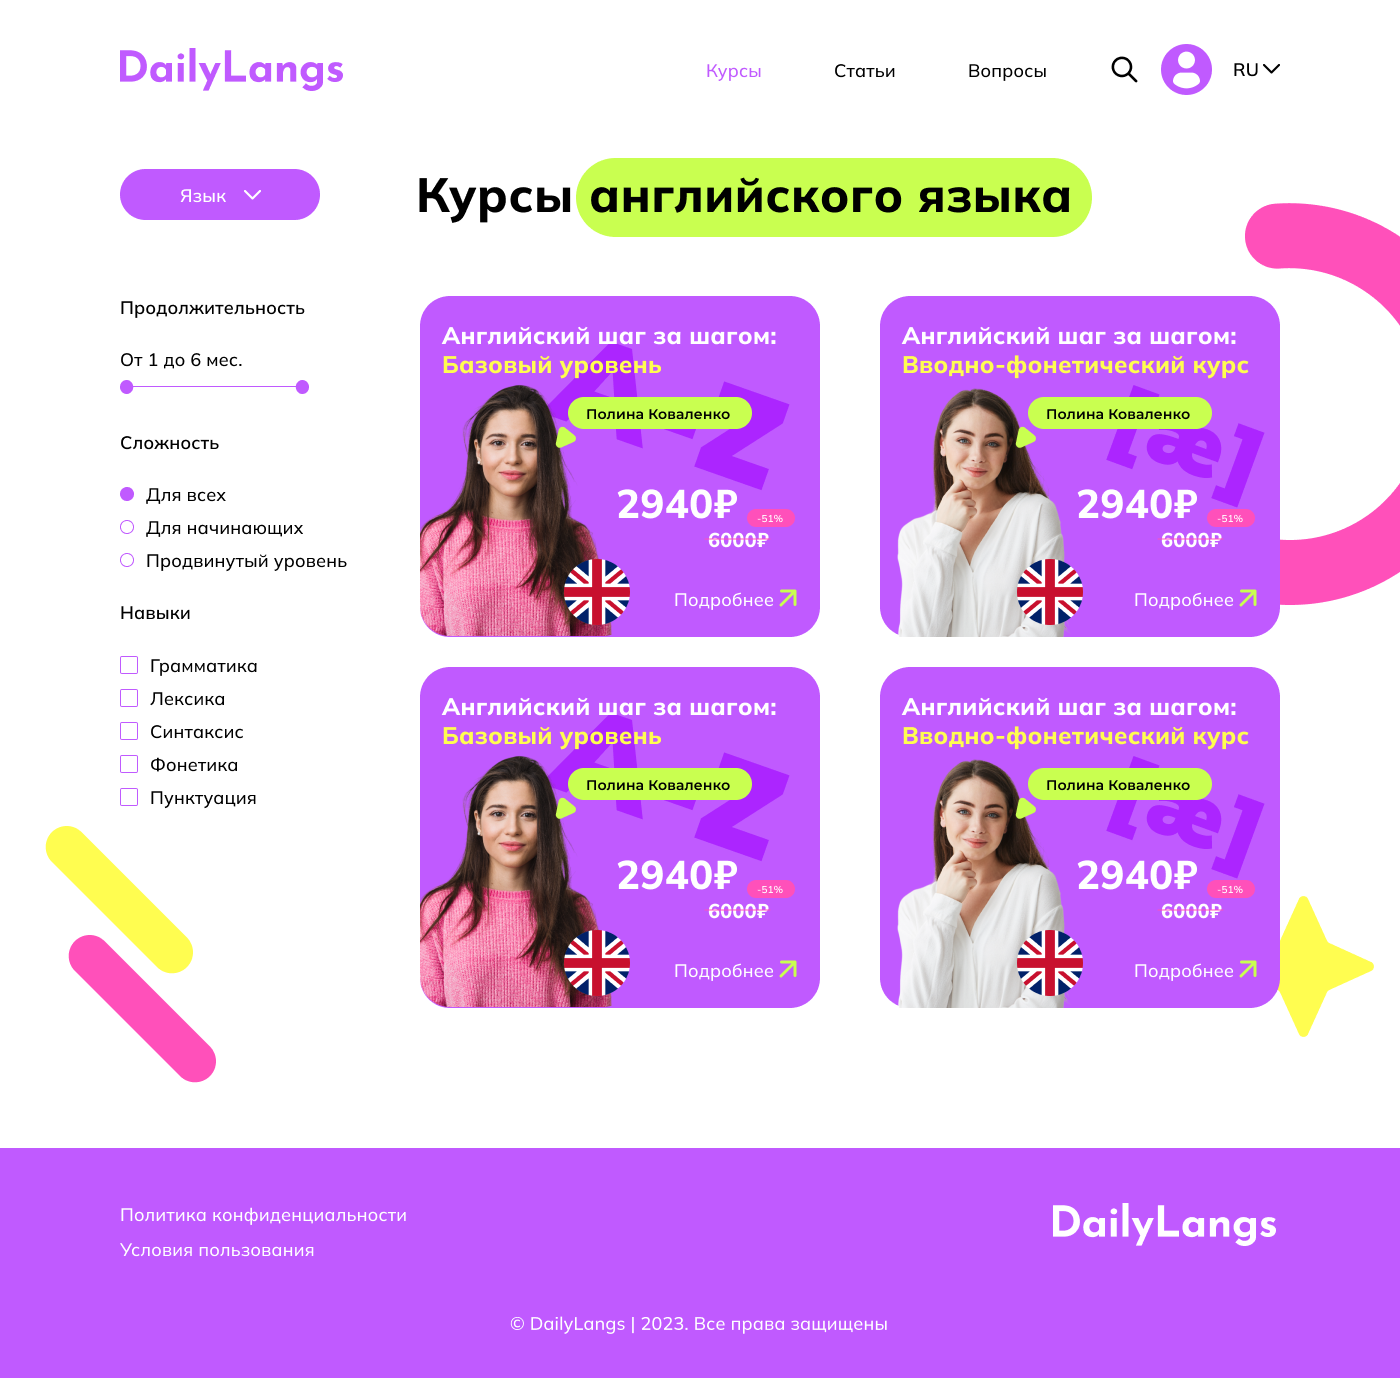 DailyLangs
Курсы
Статьи
Вопросы
RU
Язык
Курсы английского языка
Продолжительность
От 1 до 6 мес.
Сложность
Для всех
Для начинающих
Продвинутый уровень
Навыки
Грамматика
Лексика
Синтаксис
Фонетика
Пунктуация
Английский шаг за шагом:
Базовый уровень
A-Z
Полина Коваленко
2940₽
-51%
6000₽
Подробнее
Английский шаг за шагом:
Вводно-фонетический курс
[æ]
Полина Коваленко
2940₽
-51%
6000₽
Подробнее
Английский шаг за шагом:
Базовый уровень
A-Z
Полина Коваленко
2940₽
-51%
6000₽
Подробнее
Английский шаг за шагом:
Вводно-фонетический курс
[æ]
Полина Коваленко
2940₽
-51%
6000₽
Подробнее
Политика конфиденциальности
Условия пользования
DailyLangs
© DailyLangs | 2023. Все права защищены